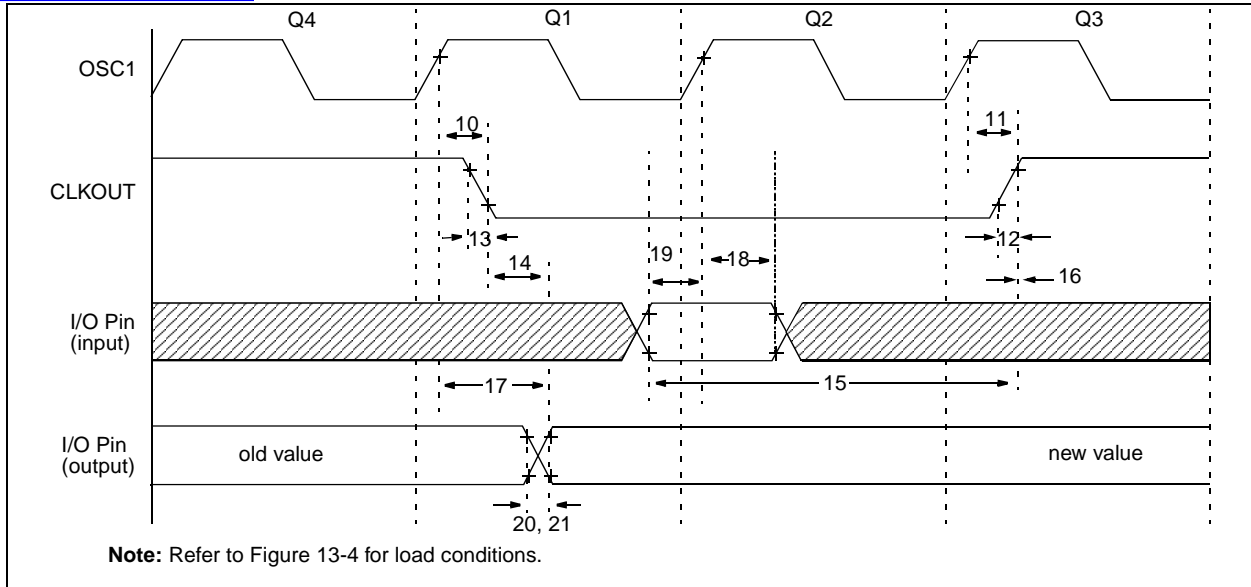 Q4 Q1 Q2 Q3
OSC1
10 11
CLKOUT
13 12
14 19 18 16
I/O Pin
(input)
17 15
I/O Pin
(output)
old value new value
20, 21
Note: Refer to Figure 13-4 for load conditions.